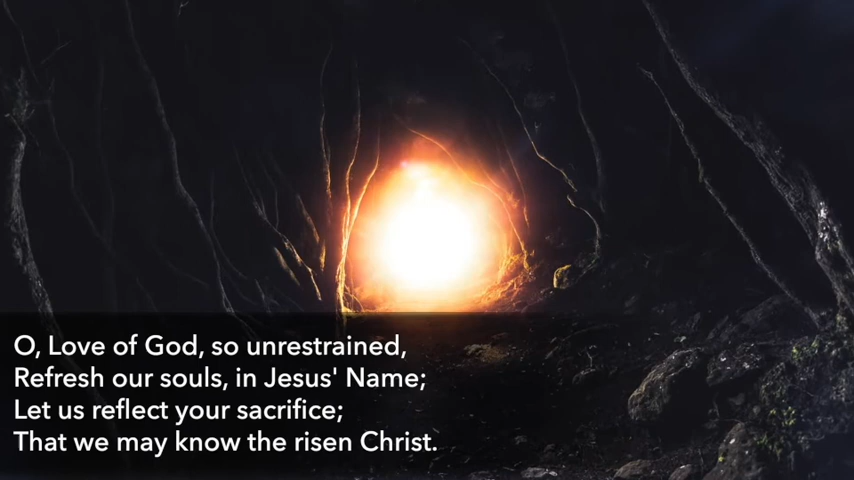 O, Love of God, so unrestrained,
Refresh our souls, in Jesus' Name;
Let us reflect your sacrifice;
That we may know the risen Christ.